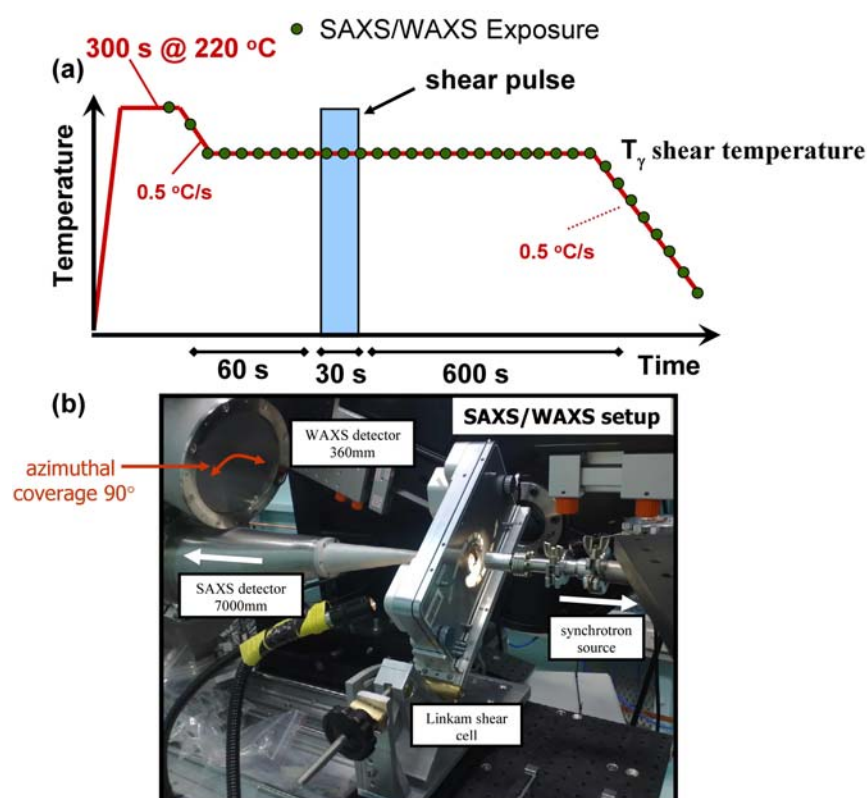 SAXS/WAXS Exposure
300 s @ 220 °C
(a)
shear pulse
Temperature
Tγ shear temperature
0.5 °C/s
0.5 °C/s
Time
60 s
30 s
600 s
(b)
SAXS/WAXS setup
WAXS detector
360mm
azimuthal
coverage 90°
SAXS detector
7000mm
synchrotron
source
Linkam shear
cell